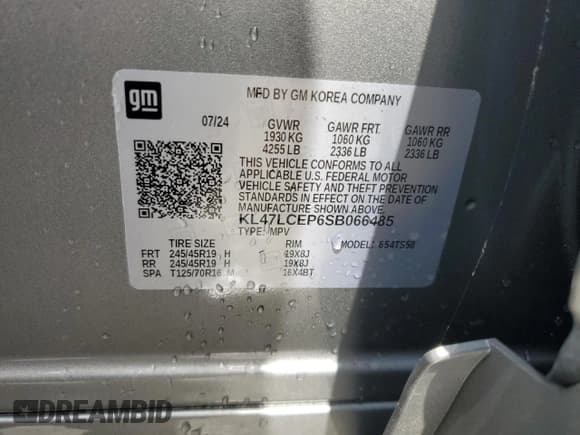 gm
MFD BY GM KOREA COMPANY
07/24 GVWR GAWR FRT GAWR RR
1930 KG 1060 KG 1060 KG
4255 LB 2336 LB 2336 LB
THIS VEHICLE CONFORMS TO ALL
APPLICABLE U.S. FEDERAL MOTOR
VEHICLE SAFETY AND THEFT PREVENTION
STANDARDS IN EFFECT ON THE DATE OF
MANUFACTURE SHOWN ABOVE.
KL47LCEP6SB066485
TYPE: MPV
TIRE SIZE RIM MODEL:
FRT 245/45R19 H 19X8J
RR 245/45R19 H 19X8J
SPA T125/70R16 M 16X4BT
DREAMBID